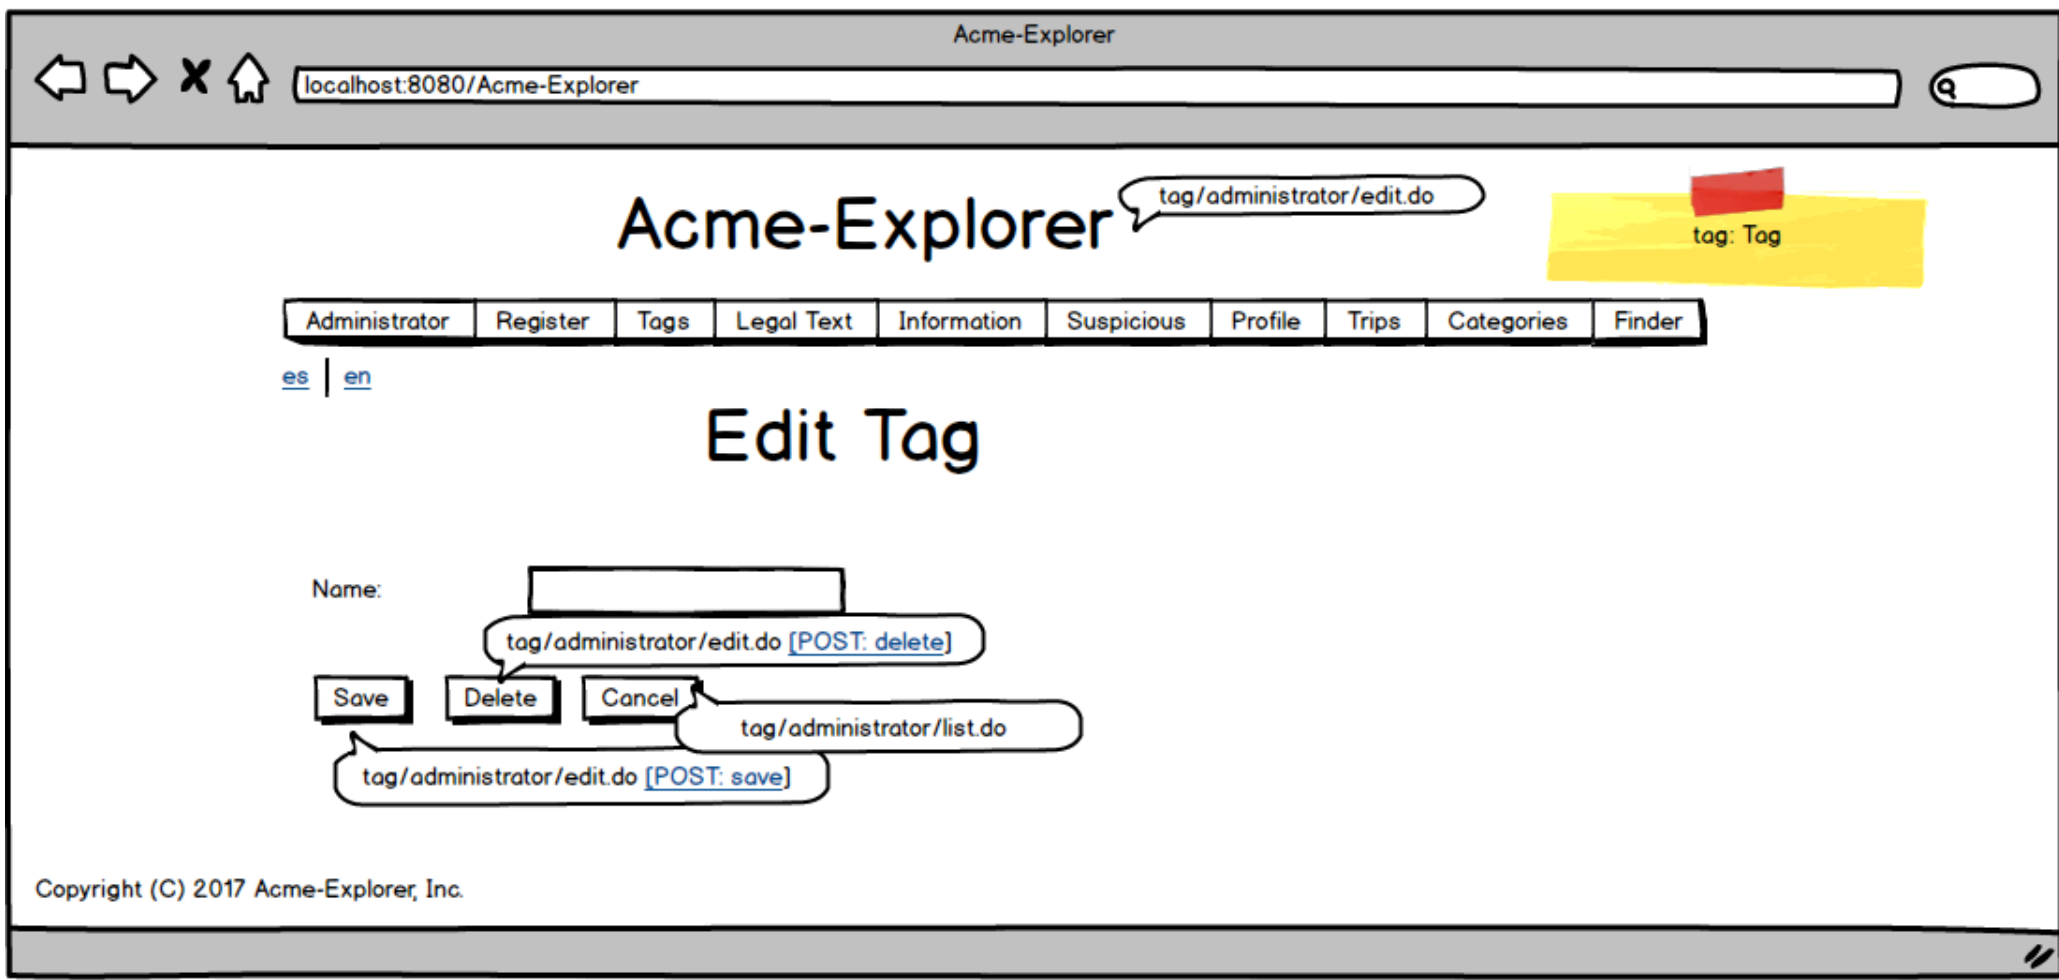 Acme-Explorer
localhost:8080/Acme-Explorer
tag/administrator/edit.do
Acme-Explorer
tag: Tag
Administrator Register Tags Legal Text Information Suspicious Profile Trips Categories Finder
es en
Edit Tag
Name:
tag/administrator/edit.do [POST: delete]
Save Delete Cancel
tag/administrator/list.do
tag/administrator/edit.do [POST: save]
Copyright (C) 2017 Acme-Explorer, Inc.